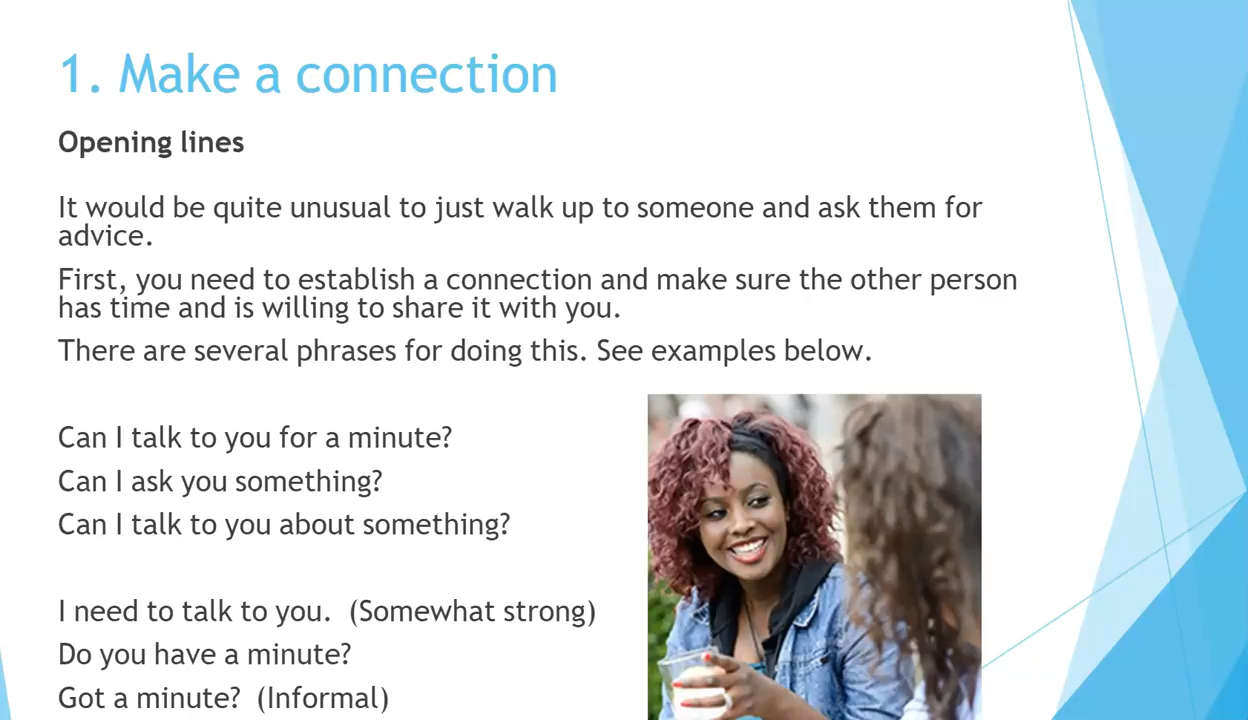 1. Make a connection
Opening lines
It would be quite unusual to just walk up to someone and ask them for
advice.
First, you need to establish a connection and make sure the other person
has time and is willing to share it with you.
There are several phrases for doing this. See examples below.
Can I talk to you for a minute?
Can I ask you something?
Can I talk to you about something?
I need to talk to you.  (Somewhat strong)
Do you have a minute?
Got a minute?  (Informal)